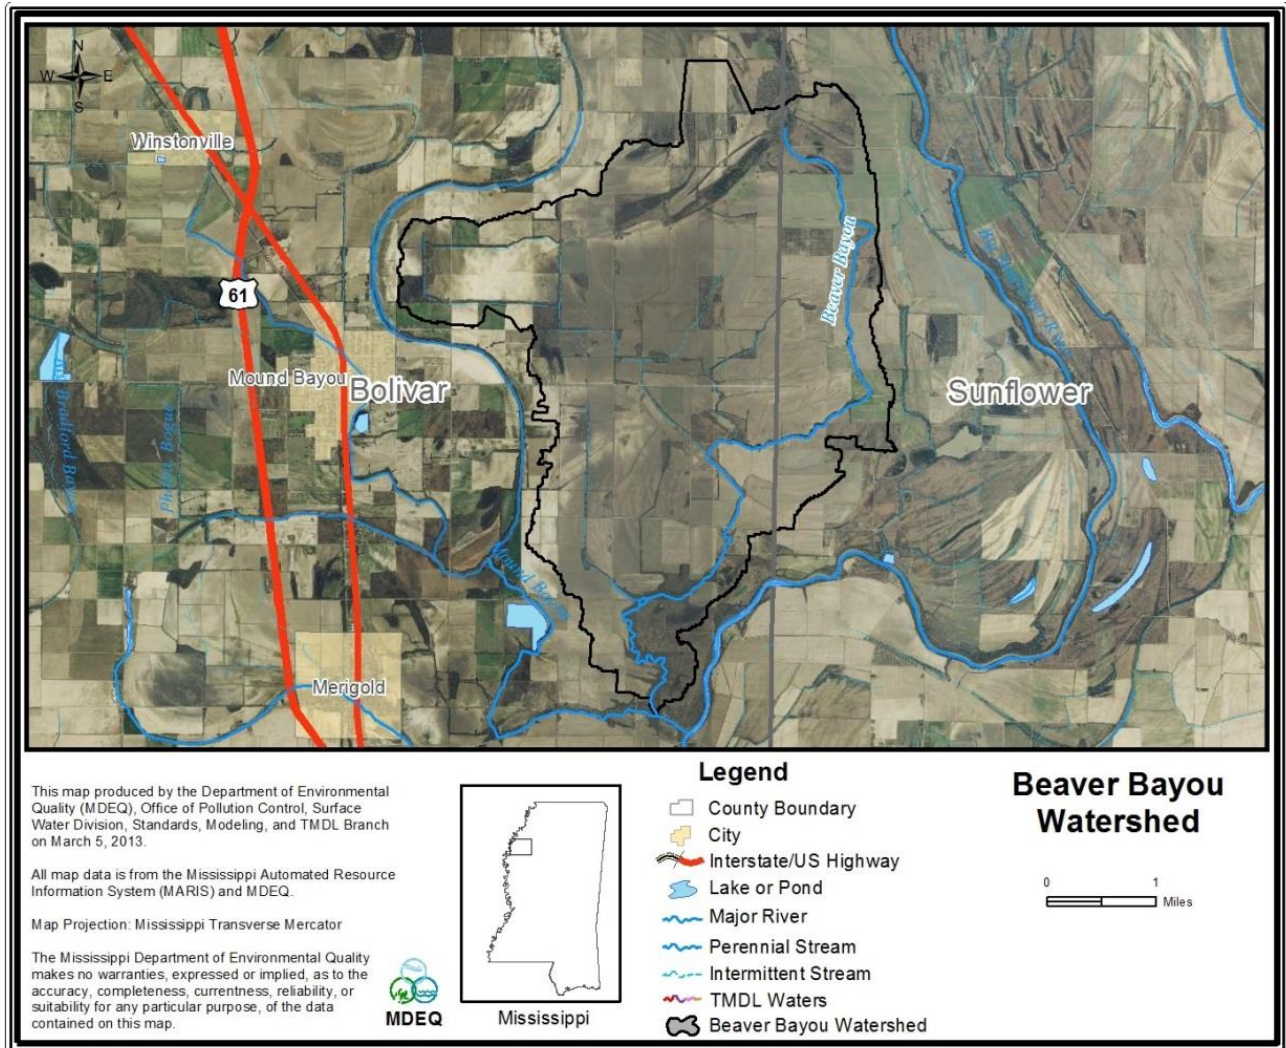 N
W E
S
Winstonville
61
Mound Bayou
Bolivar
Beaver Bayou
Sunflower
Bradford Bayou
Mound Bayou
Merigold
This map produced by the Department of Environmental
Quality (MDEQ), Office of Pollution Control, Surface
Water Division, Standards, Modeling, and TMDL Branch
on March 5, 2013.
All map data is from the Mississippi Automated Resource
Information System (MARIS) and MDEQ.
Map Projection: Mississippi Transverse Mercator
The Mississippi Department of Environmental Quality
makes no warranties, expressed or implied, as to the
accuracy, completeness, currentness, reliability, or
suitability for any particular purpose, of the data
contained on this map.
MDEQ
Mississippi
Legend
County Boundary
City
Interstate/US Highway
Lake or Pond
Major River
Perennial Stream
Intermittent Stream
TMDL Waters
Beaver Bayou Watershed
Beaver Bayou
Watershed
0 1
Miles